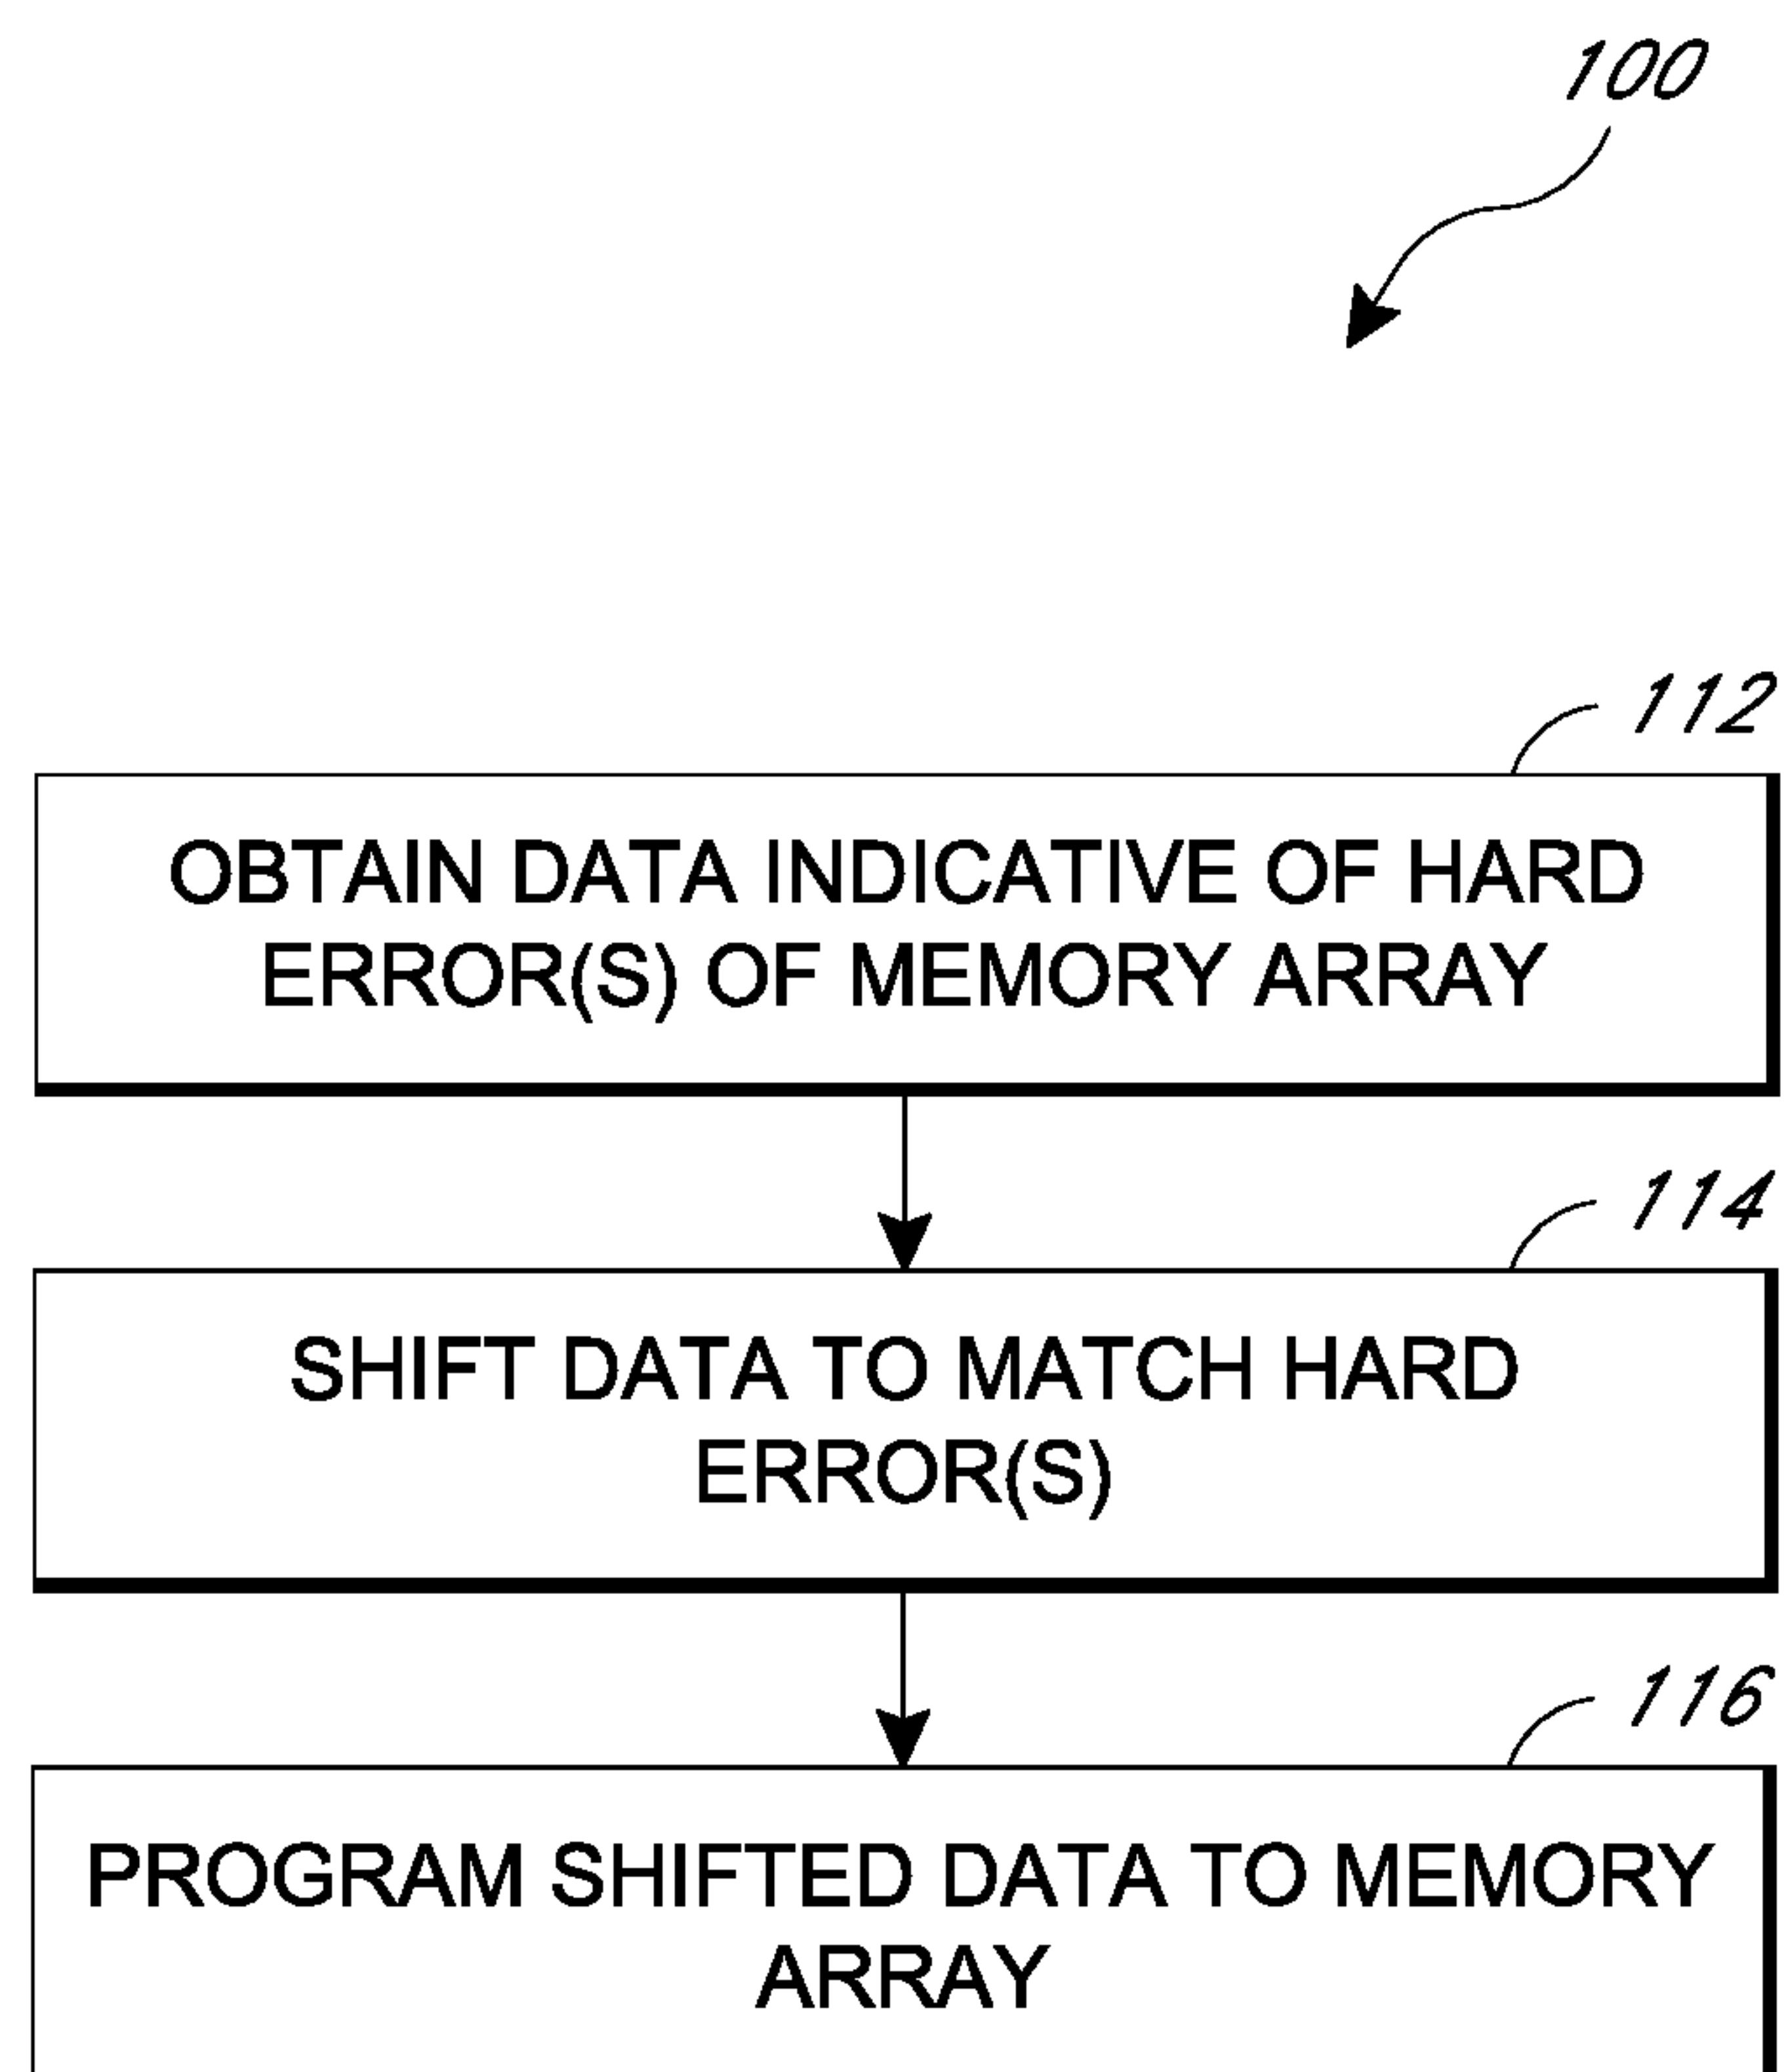 100
112
OBTAIN DATA INDICATIVE OF HARD
ERROR(S) OF MEMORY ARRAY
114
SHIFT DATA TO MATCH HARD
ERROR(S)
116
PROGRAM SHIFTED DATA TO MEMORY
ARRAY